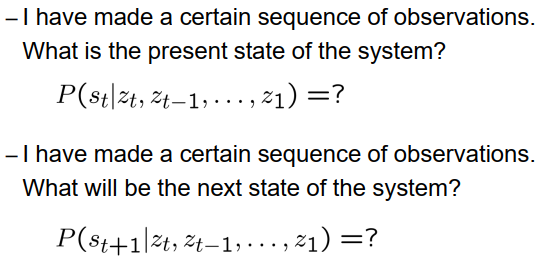 – I have made a certain sequence of observations.
What is the present state of the system?
P(s_t|z_t, z_{t−1}, . . . , z_1) =?
– I have made a certain sequence of observations.
What will be the next state of the system?
P(s_{t+1}|z_t, z_{t−1}, . . . , z_1) =?